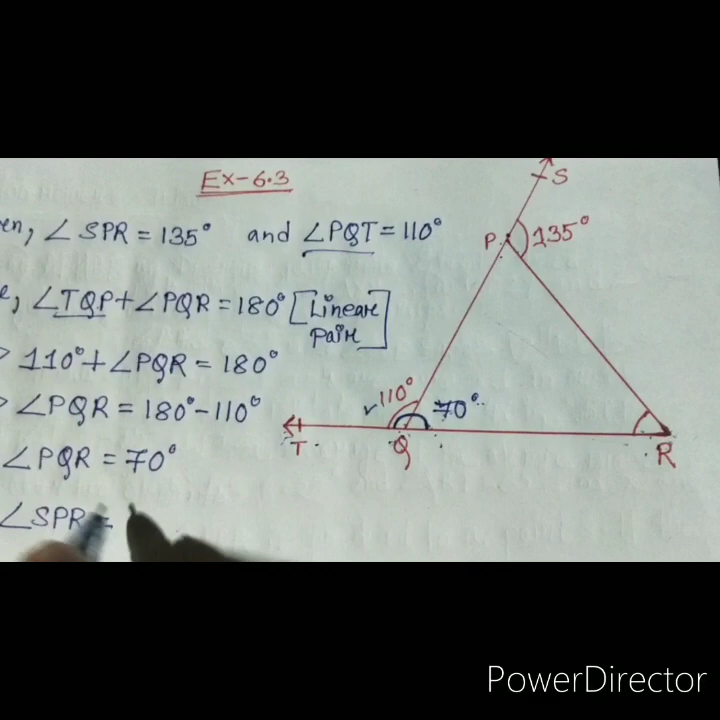 Ex-6.3
en, ∠SPR = 135° and ∠PQT = 110°
e, ∠TQP + ∠PQR = 180° [Linear pair]
> 110° + ∠PQR = 180°
> ∠PQR = 180° - 110°
∠PQR = 70°
∠SPR =
S
P
135°
110°
70°
T
Q
R
PowerDirector